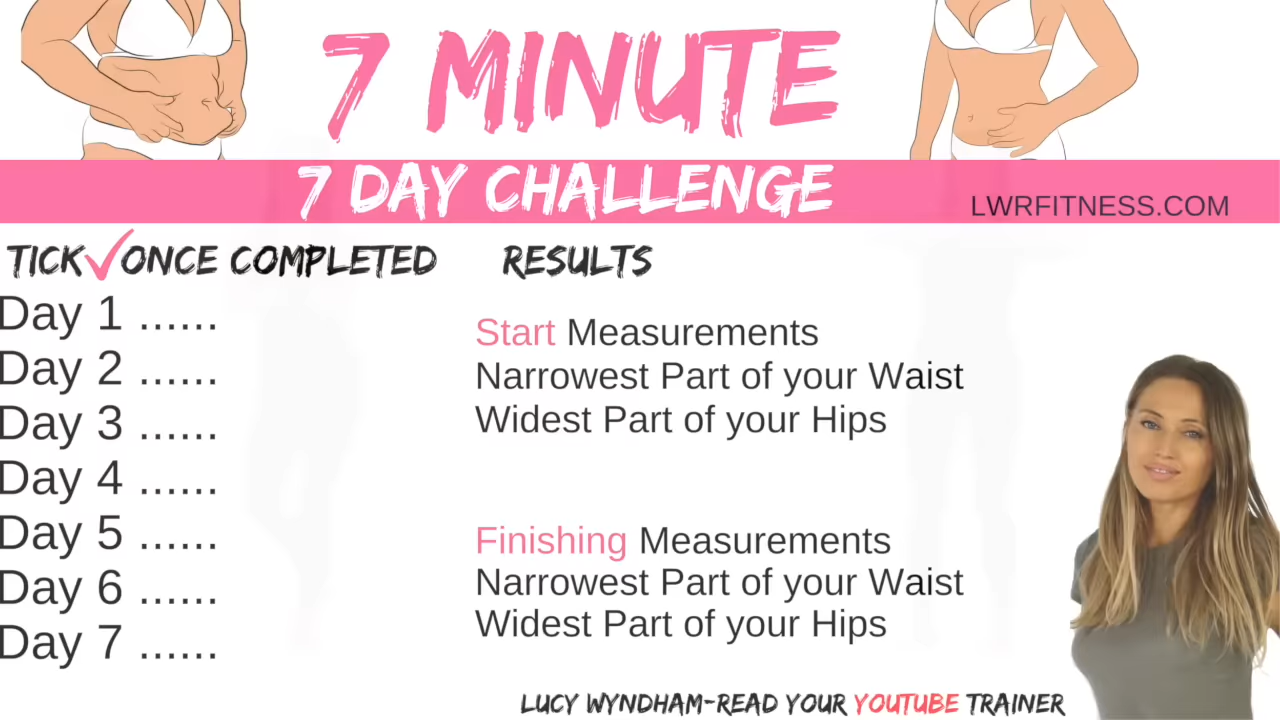 7 MINUTE
7 DAY CHALLENGE
LWRFITNESS.COM
TICK✓ONCE COMPLETED
RESULTS
Day 1 ......
Day 2 ......
Day 3 ......
Day 4 ......
Day 5 ......
Day 6 ......
Day 7 ......
Start Measurements
Narrowest Part of your Waist
Widest Part of your Hips
Finishing Measurements
Narrowest Part of your Waist
Widest Part of your Hips
LUCY WYNDHAM-READ YOUR YOUTUBE TRAINER